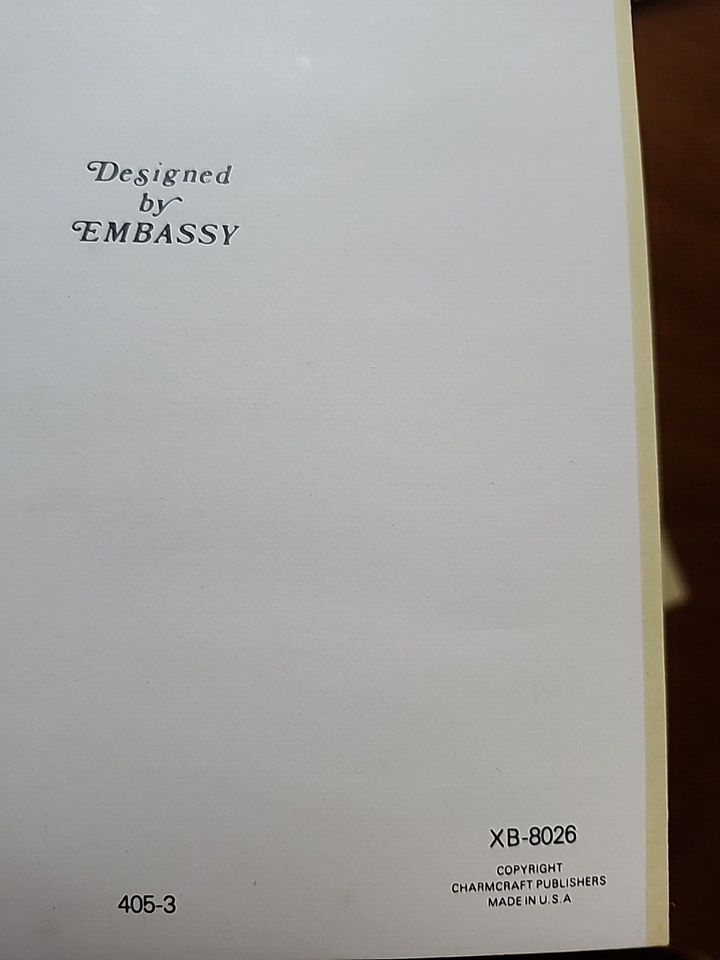 Designed
by
EMBASSY
XB-8026
COPYRIGHT
CHARMCRAFT PUBLISHERS
MADE IN U.S.A
405-3